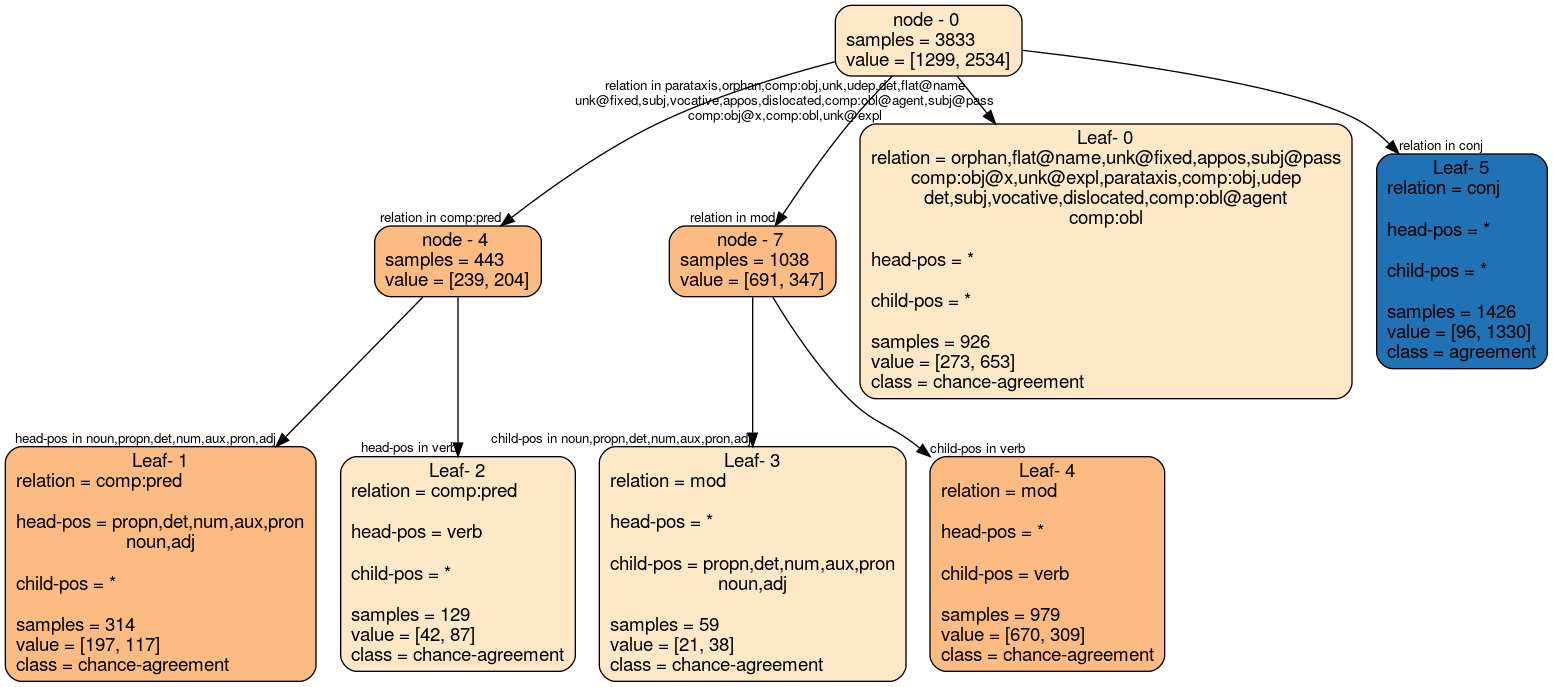 node - 0
samples = 3833
value = [1299, 2534]
relation in parataxis,orphan,comp:obj,unk,udep,det,flat@name
unk@fixed,subj,vocative,appos,dislocated,comp:obl@agent,subj@pass
comp:obj@x,comp:obl,unk@expl
relation in comp:pred
relation in mod
relation in conj
node - 4
samples = 443
value = [239, 204]
node - 7
samples = 1038
value = [691, 347]
Leaf- 0
relation = orphan,flat@name,unk@fixed,appos,subj@pass
comp:obj@x,unk@expl,parataxis,comp:obj,udep
det,subj,vocative,dislocated,comp:obl@agent
comp:obl
head-pos = *
child-pos = *
samples = 926
value = [273, 653]
class = chance-agreement
Leaf- 5
relation = conj
head-pos = *
child-pos = *
samples = 1426
value = [96, 1330]
class = agreement
head-pos in noun,propn,det,num,aux,pron,adj
head-pos in verb
child-pos in noun,propn,det,num,aux,pron,adj
child-pos in verb
Leaf- 1
relation = comp:pred
head-pos = propn,det,num,aux,pron
noun,adj
child-pos = *
samples = 314
value = [197, 117]
class = chance-agreement
Leaf- 2
relation = comp:pred
head-pos = verb
child-pos = *
samples = 129
value = [42, 87]
class = chance-agreement
Leaf- 3
relation = mod
head-pos = *
child-pos = propn,det,num,aux,pron
noun,adj
samples = 59
value = [21, 38]
class = chance-agreement
Leaf- 4
relation = mod
head-pos = *
child-pos = verb
samples = 979
value = [670, 309]
class = chance-agreement